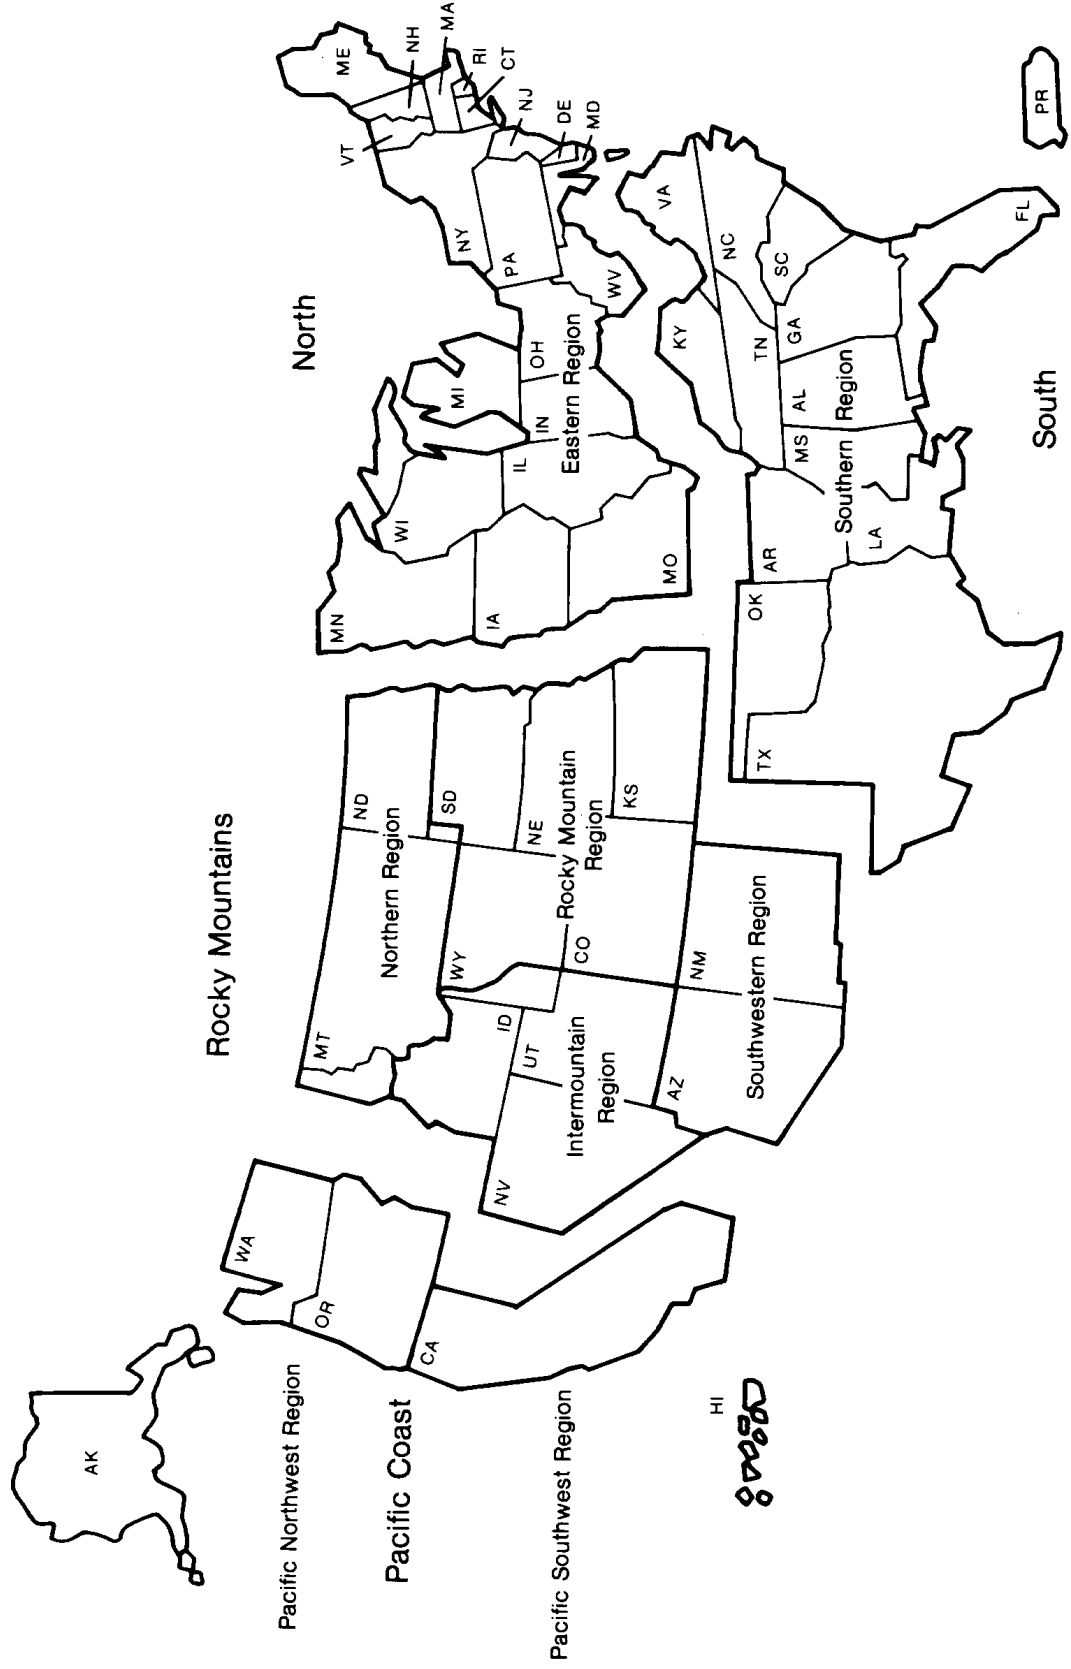 Rocky Mountains
North
South
Pacific Coast
Pacific Northwest Region
Pacific Southwest Region
Northern Region
Rocky Mountain
Region
Intermountain
Region
Southwestern Region
Eastern Region
Southern
Region
AK
WA
OR
CA
HI
MT
ND
ID
WY
SD
NE
NV
UT
CO
KS
AZ
NM
MN
WI
MI
IA
IL
IN
OH
MO
WV
PA
NY
VT
ME
NH
MA
RI
CT
NJ
DE
MD
TX
OK
AR
LA
MS
AL
GA
TN
KY
VA
NC
SC
FL
PR